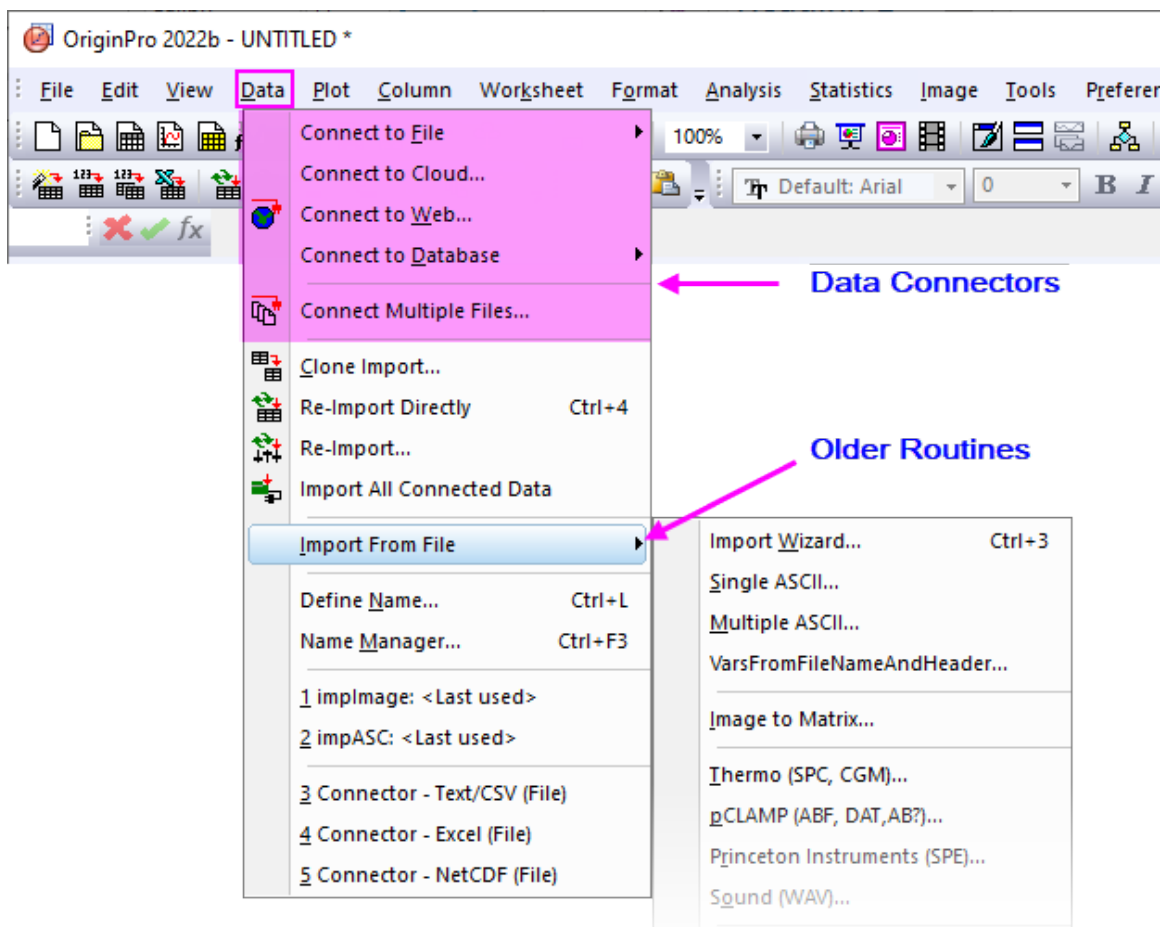 OriginPro 2022b - UNTITLED *
File Edit View Data Plot Column Worksheet Format Analysis Statistics Image Tools
Connect to File
100%
Connect to Cloud...
Default: Arial 0 B I
Connect to Web...
fx
Connect to Database
Data Connectors
Connect Multiple Files...
Clone Import...
Re-Import Directly Ctrl+4
Re-Import...
Older Routines
Import All Connected Data
Import From File
Import Wizard... Ctrl+3
Single ASCII...
Multiple ASCII...
VarsFromFileNameAndHeader...
Image to Matrix...
Thermo (SPC, CGM)...
pCLAMP (ABF, DAT,AB?)...
Princeton Instruments (SPE)...
Sound (WAV)...
Define Name... Ctrl+L
Name Manager... Ctrl+F3
1 impImage: <Last used>
2 impASC: <Last used>
3 Connector - Text/CSV (File)
4 Connector - Excel (File)
5 Connector - NetCDF (File)